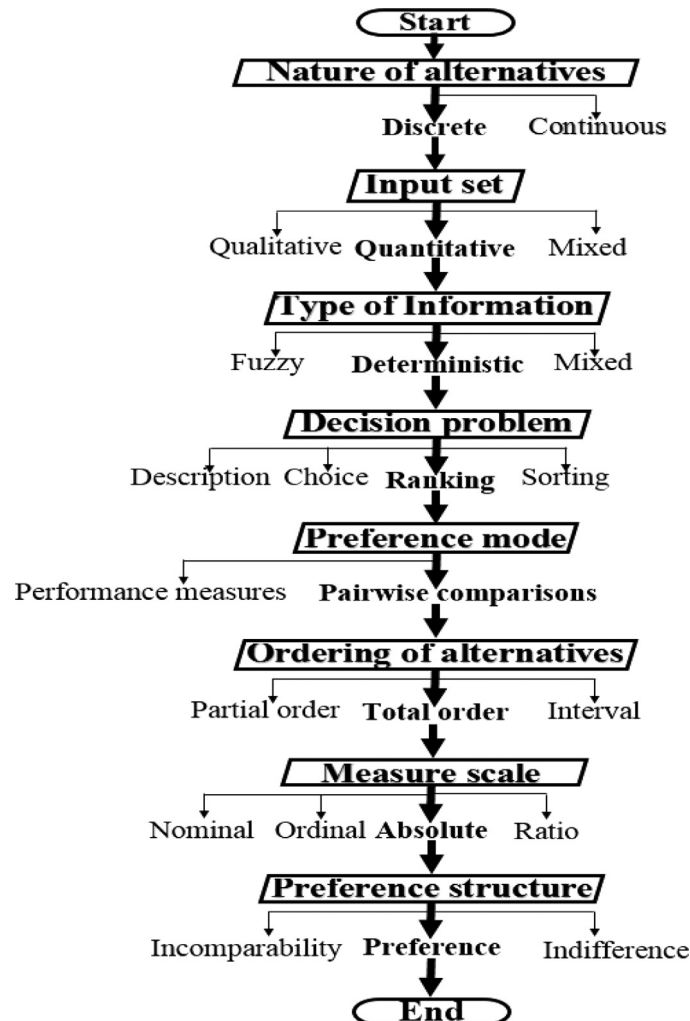 Start
Nature of alternatives
Discrete Continuous
Input set
Qualitative Quantitative Mixed
Type of Information
Fuzzy Deterministic Mixed
Decision problem
Description Choice Ranking Sorting
Preference mode
Performance measures Pairwise comparisons
Ordering of alternatives
Partial order Total order Interval
Measure scale
Nominal Ordinal Absolute Ratio
Preference structure
Incomparability Preference Indifference
End